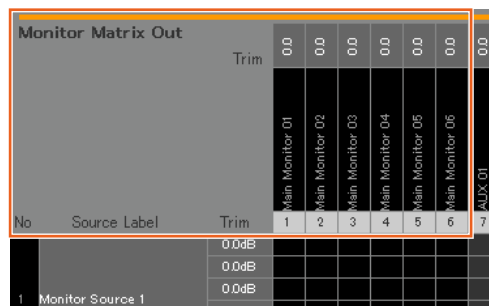 Monitor Matrix Out
Trim 0.0 0.0 0.0 0.0 0.0 0.0 0.0
Main Monitor 01
Main Monitor 02
Main Monitor 03
Main Monitor 04
Main Monitor 05
Main Monitor 06
AUX 01
No Source Label Trim 1 2 3 4 5 6 7
0.0dB
0.0dB
0.0dB
1 Monitor Source 1